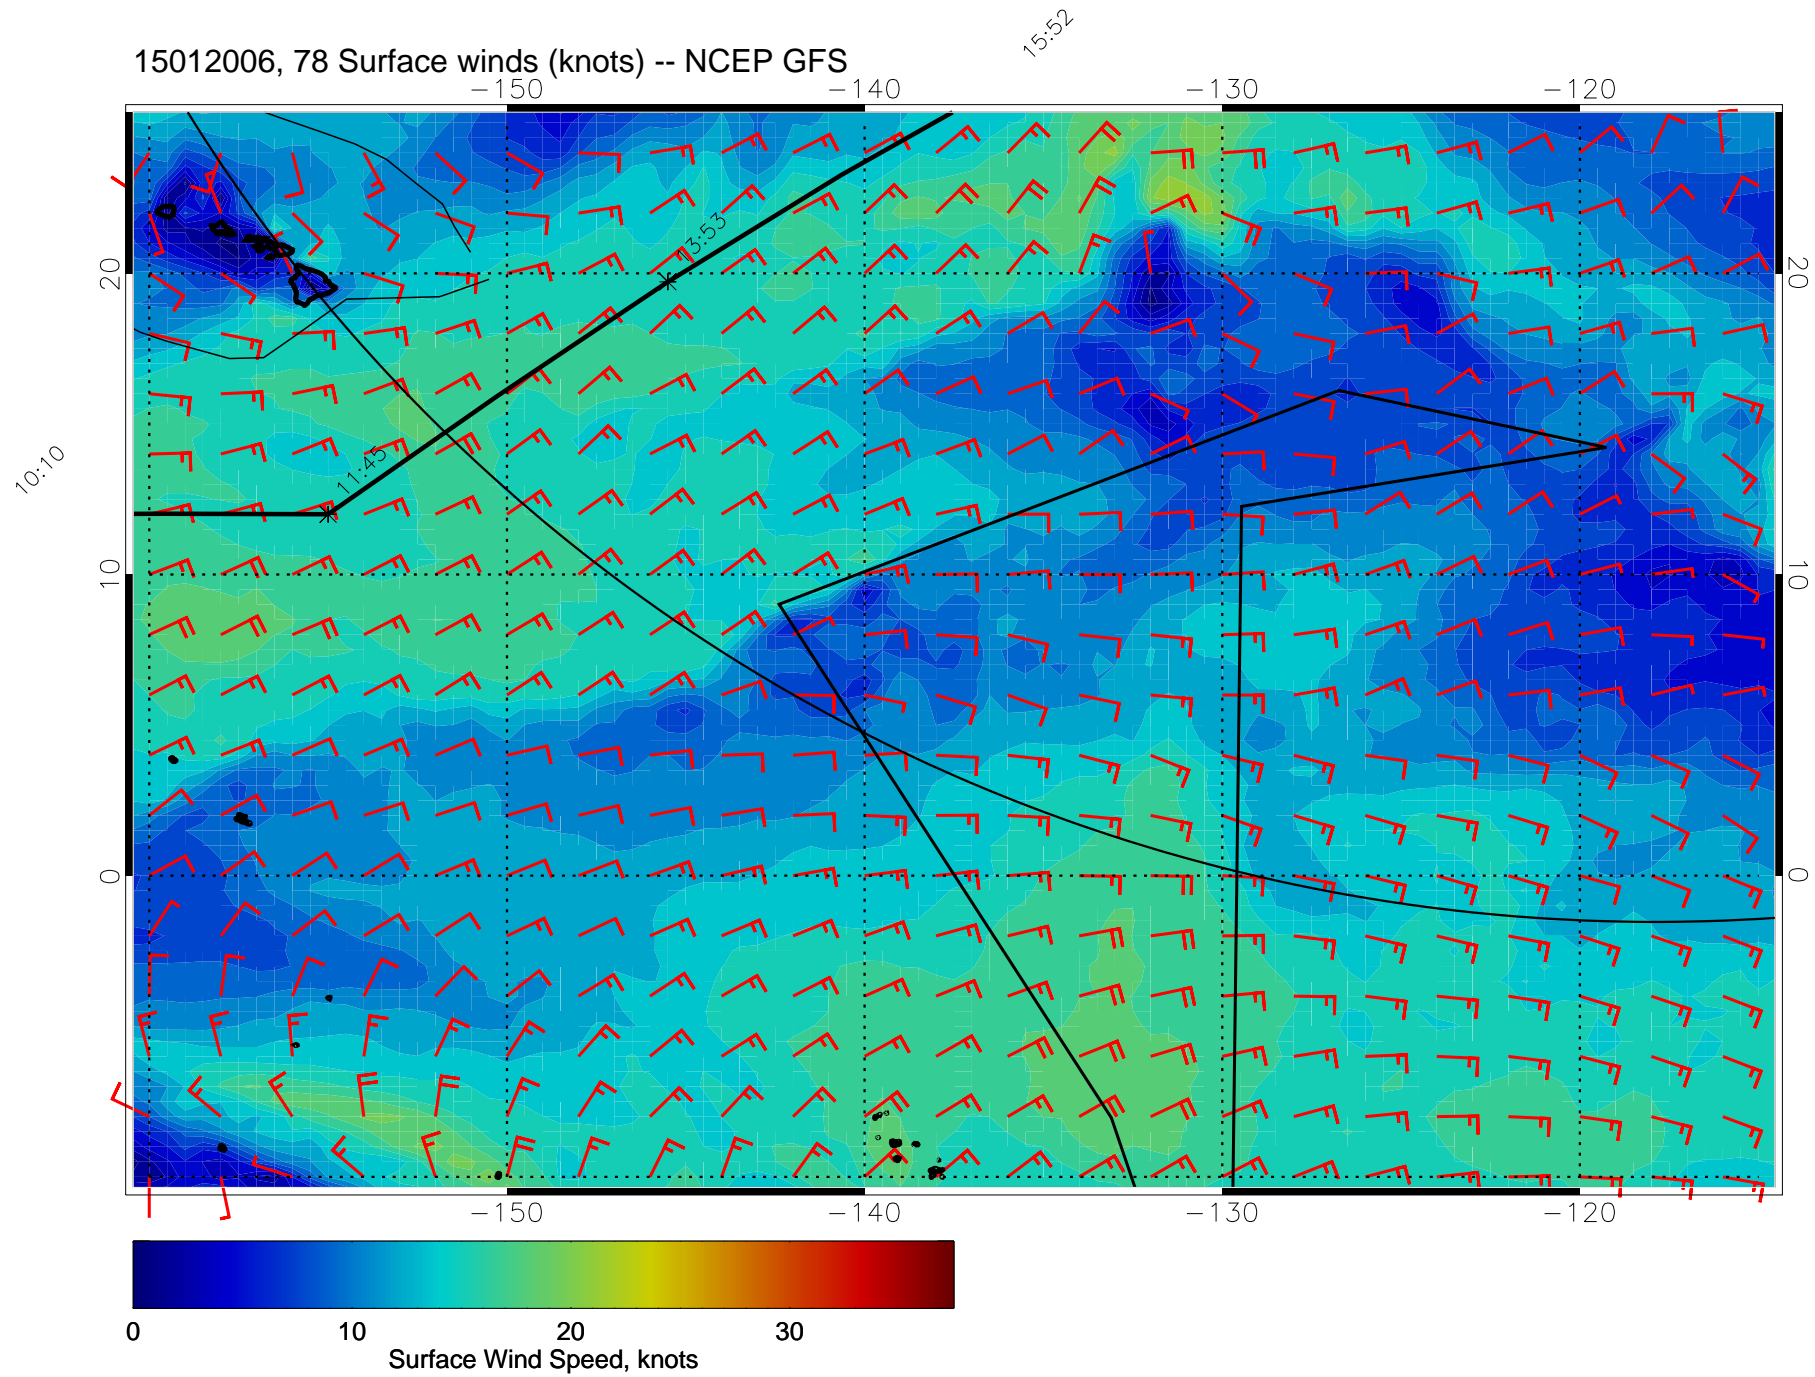 15:52
15012006, 78 Surface winds (knots) -- NCEP GFS
-150 -140 -130 -120
13:53
20 20
10:10
11:45
10 10
0 0
-150 -140 -130 -120
0 10 20 30
Surface Wind Speed, knots